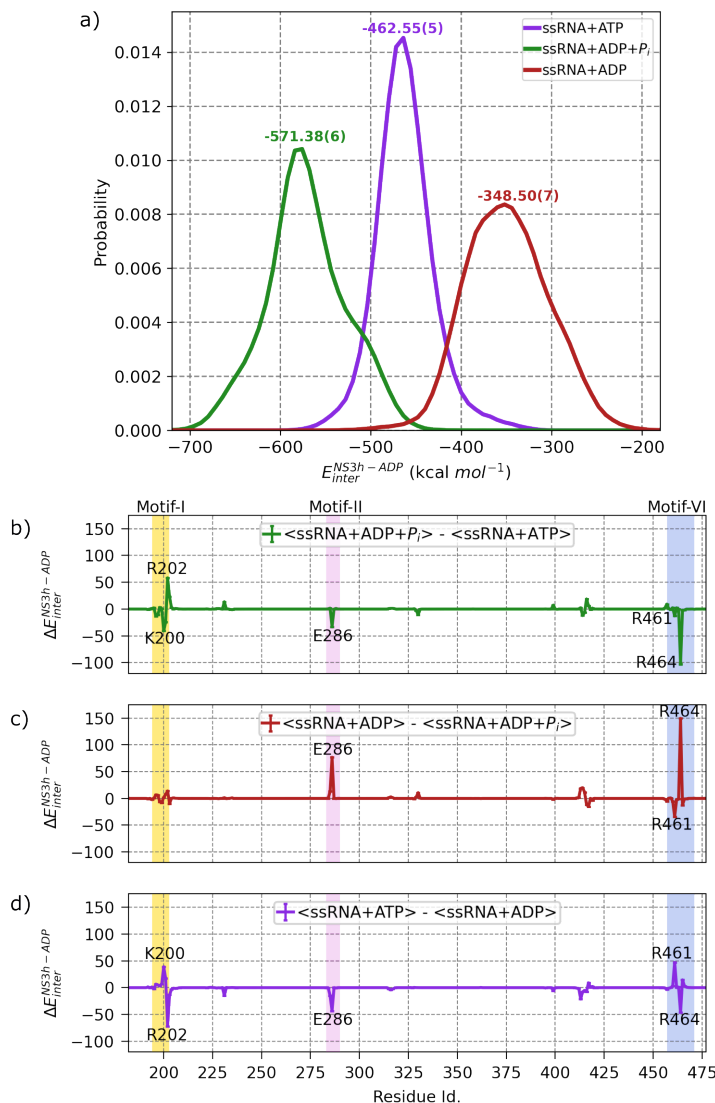 a)
-462.55(5)
-571.38(6)
-348.50(7)
ssRNA+ATP
ssRNA+ADP+P_i
ssRNA+ADP
Probability
0.014
0.012
0.010
0.008
0.006
0.004
0.002
0.000
−700 −600 −500 −400 −300 −200
E_inter^NS3h−ADP (kcal mol^−1)
Motif-I Motif-II Motif-VI
b)
<ssRNA+ADP+P_i> - <ssRNA+ATP>
ΔE_inter^NS3h−ADP
150
100
50
0
−50
−100
R202
K200
E286
R461
R464
c)
<ssRNA+ADP> - <ssRNA+ADP+P_i>
ΔE_inter^NS3h−ADP
150
100
50
0
−50
−100
E286
R464
R461
d)
<ssRNA+ATP> - <ssRNA+ADP>
ΔE_inter^NS3h−ADP
150
100
50
0
−50
−100
K200
R202
E286
R461
R464
200 225 250 275 300 325 350 375 400 425 450 475
Residue Id.